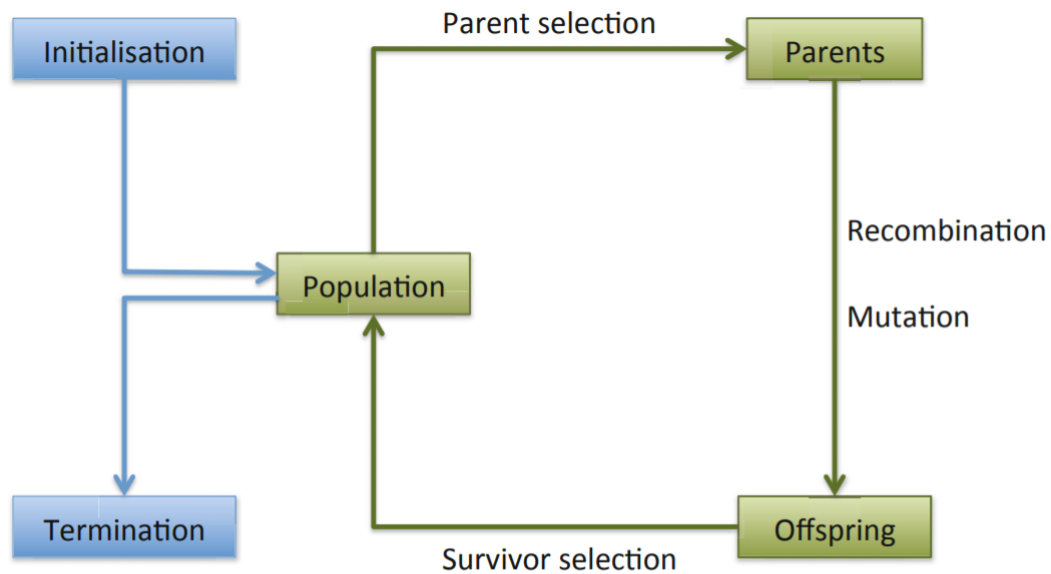 Parent selection
Initialisation
Parents
Recombination
Population
Mutation
Termination
Offspring
Survivor selection